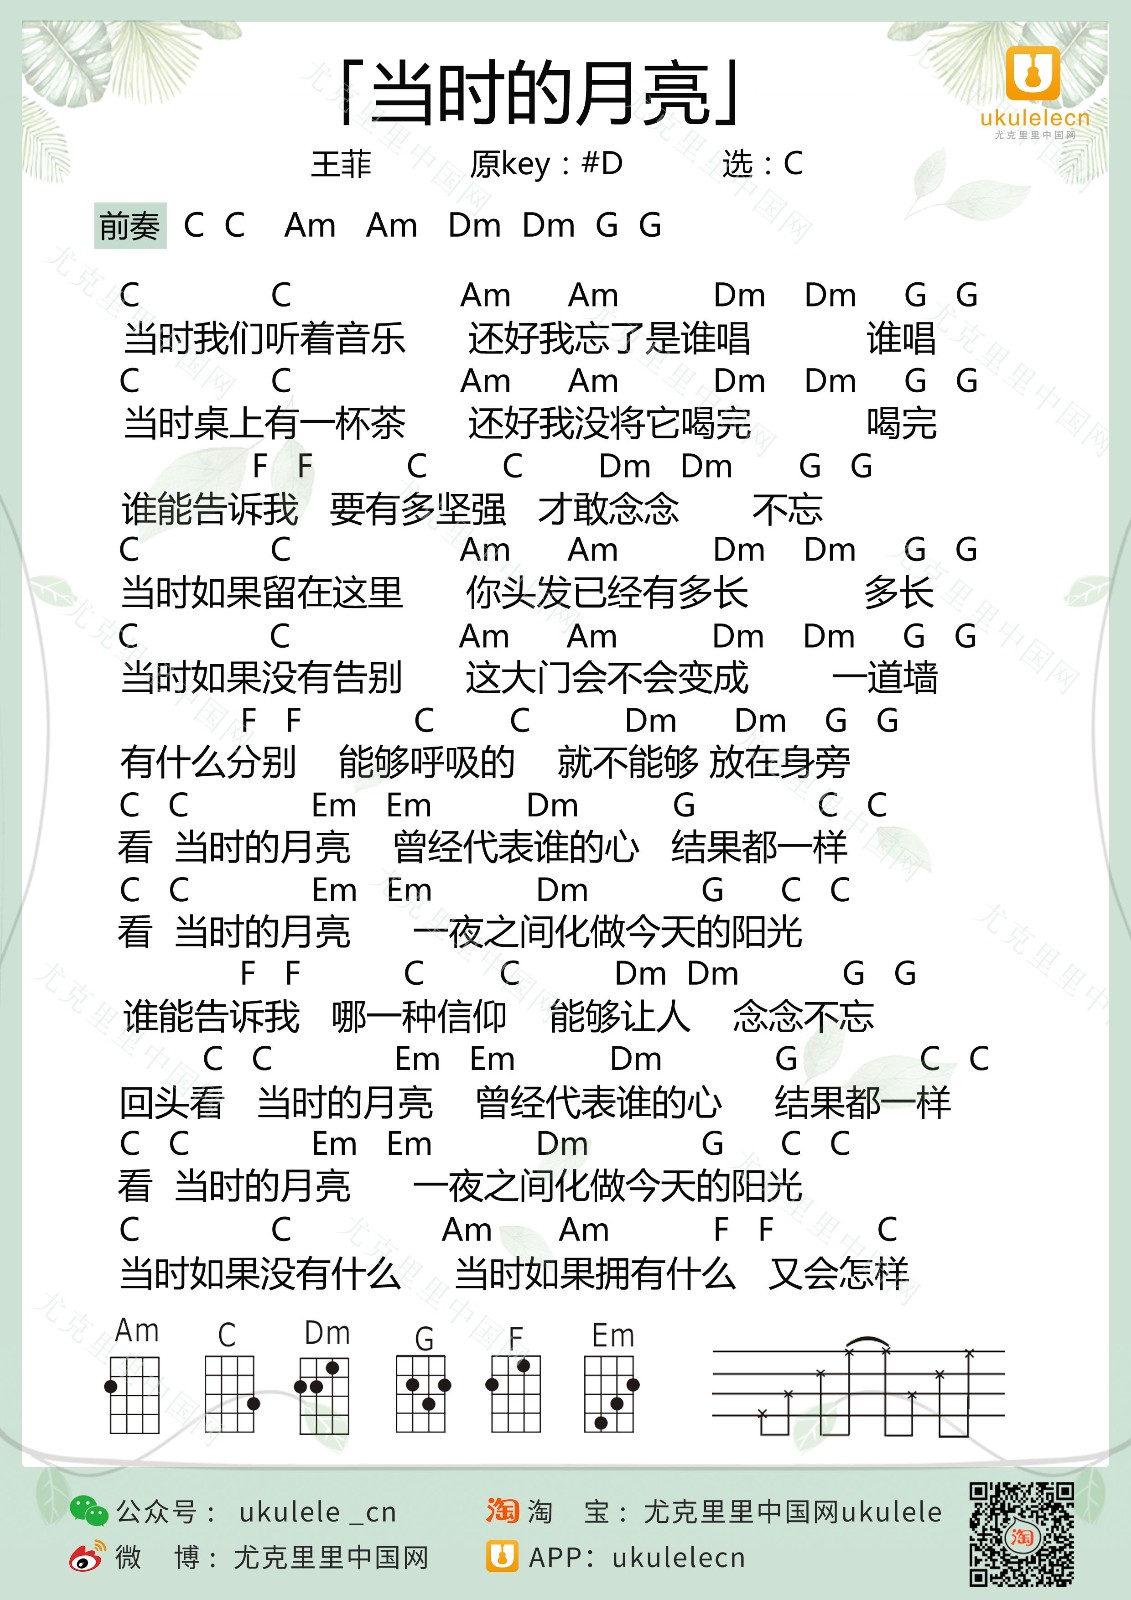 「当时的月亮」
ukulelecn
尤克里里中国网
王菲 原key：#D 选：C
前奏 C C Am Am Dm Dm G G
C C Am Am Dm Dm G G
当时我们听着音乐 还好我忘了是谁唱 谁唱
C C Am Am Dm Dm G G
当时桌上有一杯茶 还好我没将它喝完 喝完
F F C C Dm Dm G G
谁能告诉我 要有多坚强 才敢念念 不忘
C C Am Am Dm Dm G G
当时如果留在这里 你头发已经有多长 多长
C C Am Am Dm Dm G G
当时如果没有告别 这大门会不会变成 一道墙
F F C C Dm Dm G G
有什么分别 能够呼吸的 就不能够 放在身旁
C C Em Em Dm G C C
看 当时的月亮 曾经代表谁的心 结果都一样
C C Em Em Dm G C C
看 当时的月亮 一夜之间化做今天的阳光
F F C C Dm Dm G G
谁能告诉我 哪一种信仰 能够让人 念念不忘
C C Em Em Dm G C C
回头看 当时的月亮 曾经代表谁的心 结果都一样
C C Em Em Dm G C C
看 当时的月亮 一夜之间化做今天的阳光
C C Am Am F F C
当时如果没有什么 当时如果拥有什么 又会怎样
Am C Dm G F Em
公众号： ukulele _cn 淘 淘 宝：尤克里里中国网ukulele
微 博：尤克里里中国网 APP：ukulelecn
淘